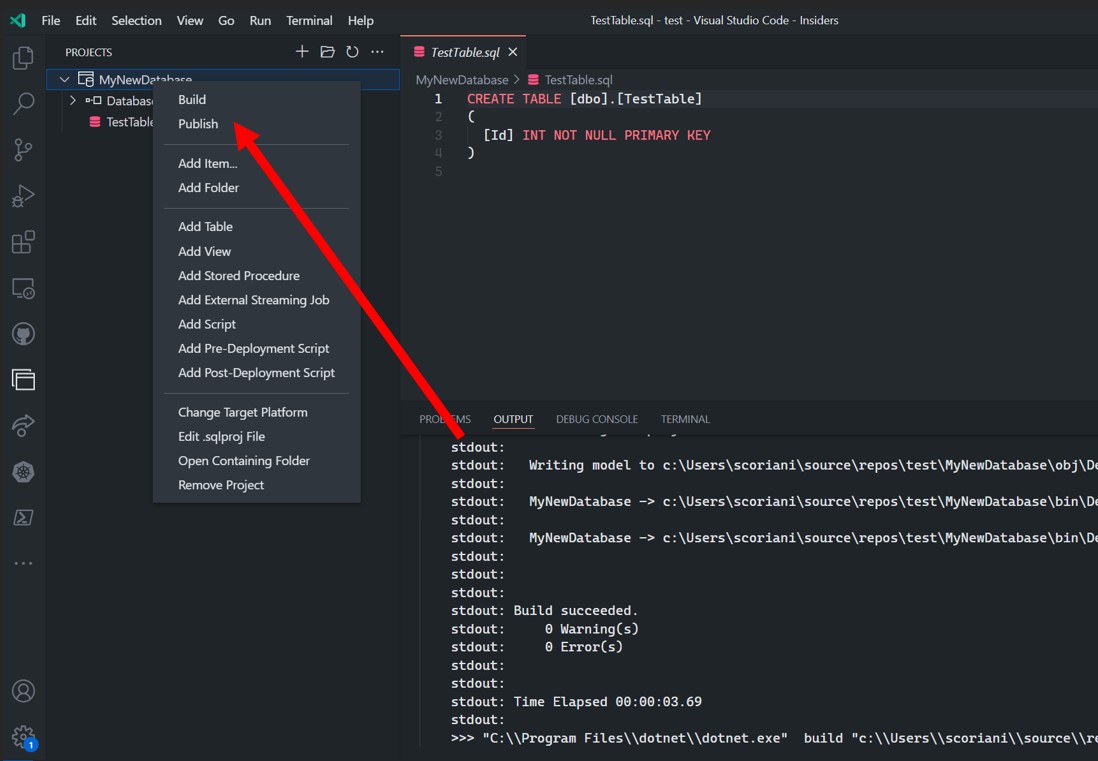 File Edit Selection View Go Run Terminal Help
TestTable.sql - test - Visual Studio Code - Insiders
PROJECTS
MyNewDatabase
Database
TestTable
Build
Publish
Add Item...
Add Folder
Add Table
Add View
Add Stored Procedure
Add External Streaming Job
Add Script
Add Pre-Deployment Script
Add Post-Deployment Script
Change Target Platform
Edit .sqlproj File
Open Containing Folder
Remove Project
1
TestTable.sql
MyNewDatabase > TestTable.sql
1 CREATE TABLE [dbo].[TestTable]
2 (
3 [Id] INT NOT NULL PRIMARY KEY
4 )
5
PROBLEMS OUTPUT DEBUG CONSOLE TERMINAL
stdout:
stdout: Writing model to c:\Users\scoriani\source\repos\test\MyNewDatabase\obj\De
stdout:
stdout: MyNewDatabase -> c:\Users\scoriani\source\repos\test\MyNewDatabase\bin\De
stdout:
stdout: MyNewDatabase -> c:\Users\scoriani\source\repos\test\MyNewDatabase\bin\De
stdout:
stdout:
stdout:
stdout: Build succeeded.
stdout: 0 Warning(s)
stdout: 0 Error(s)
stdout:
stdout:
stdout: Time Elapsed 00:00:03.69
stdout:
>>> "C:\\Program Files\\dotnet\\dotnet.exe" build "c:\\Users\\scoriani\\source\\re